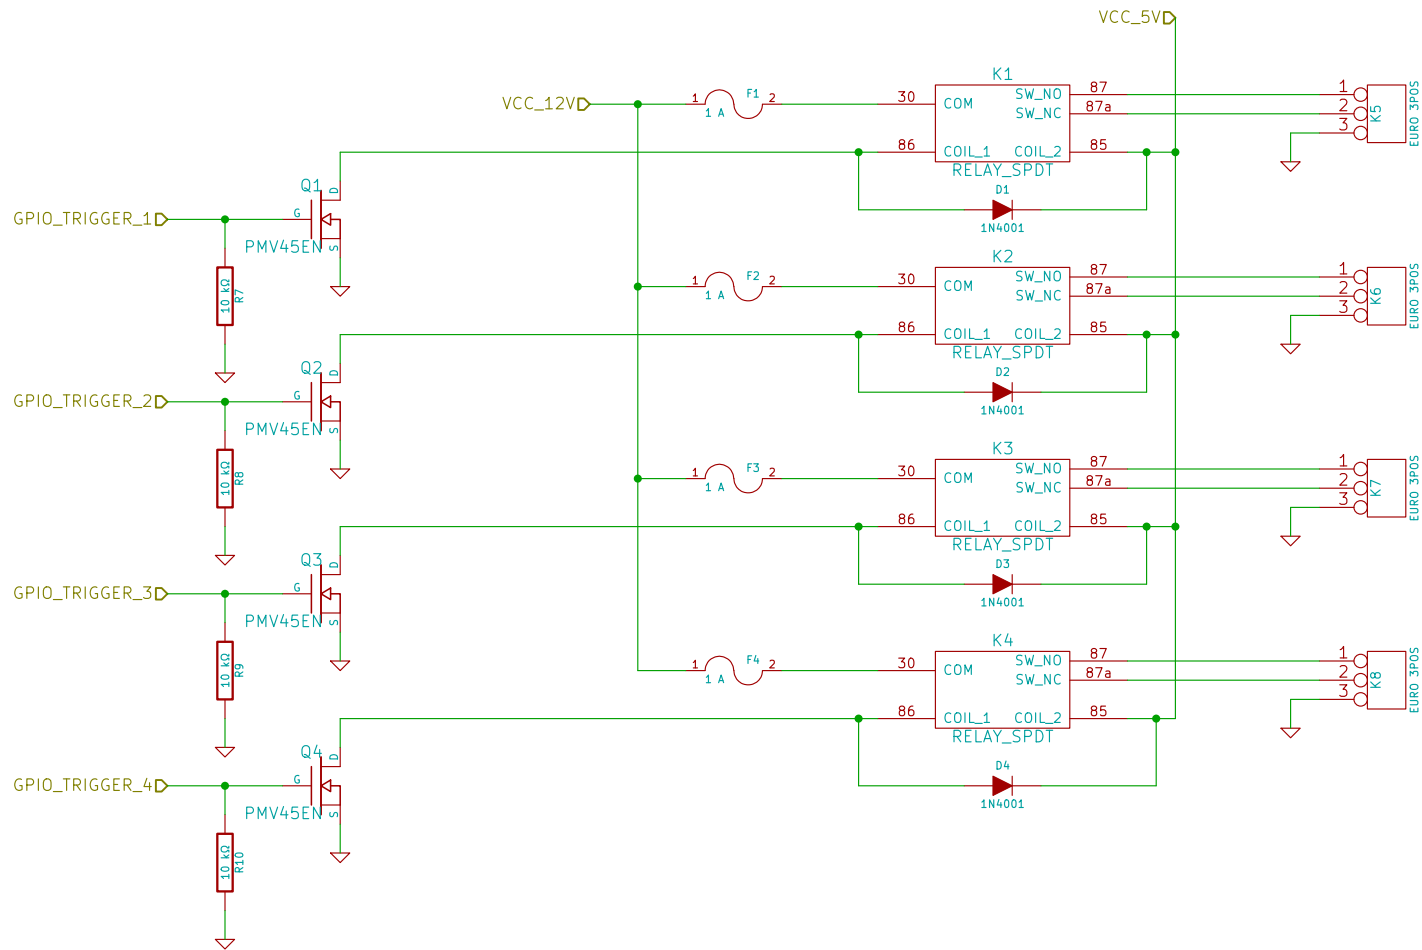 VCC_5V
K1
VCC_12V
1 F1 2
1 A
30 COM
SW_NO 87
SW_NC 87a
86 COIL_1
COIL_2 85
RELAY_SPDT
D1
1N4001
1
2
3
K5
EURO 3POS
GPIO_TRIGGER_1
Q1
D
G
S
PMV45EN
10 kΩ
R7
K2
1 F2 2
1 A
30 COM
SW_NO 87
SW_NC 87a
86 COIL_1
COIL_2 85
RELAY_SPDT
D2
1N4001
1
2
3
K6
EURO 3POS
GPIO_TRIGGER_2
Q2
D
G
S
PMV45EN
10 kΩ
R8
K3
1 F3 2
1 A
30 COM
SW_NO 87
SW_NC 87a
86 COIL_1
COIL_2 85
RELAY_SPDT
D3
1N4001
1
2
3
K7
EURO 3POS
GPIO_TRIGGER_3
Q3
D
G
S
PMV45EN
10 kΩ
R9
K4
1 F4 2
1 A
30 COM
SW_NO 87
SW_NC 87a
86 COIL_1
COIL_2 85
RELAY_SPDT
D4
1N4001
1
2
3
K8
EURO 3POS
GPIO_TRIGGER_4
Q4
D
G
S
PMV45EN
10 kΩ
R10